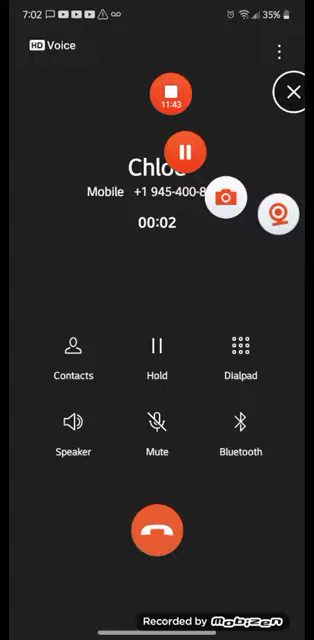 7:02 35%
HD Voice
11:43
Mobile +1 945-400-8
00:02
Contacts Hold Dialpad
Speaker Mute Bluetooth
Recorded by Mobizen